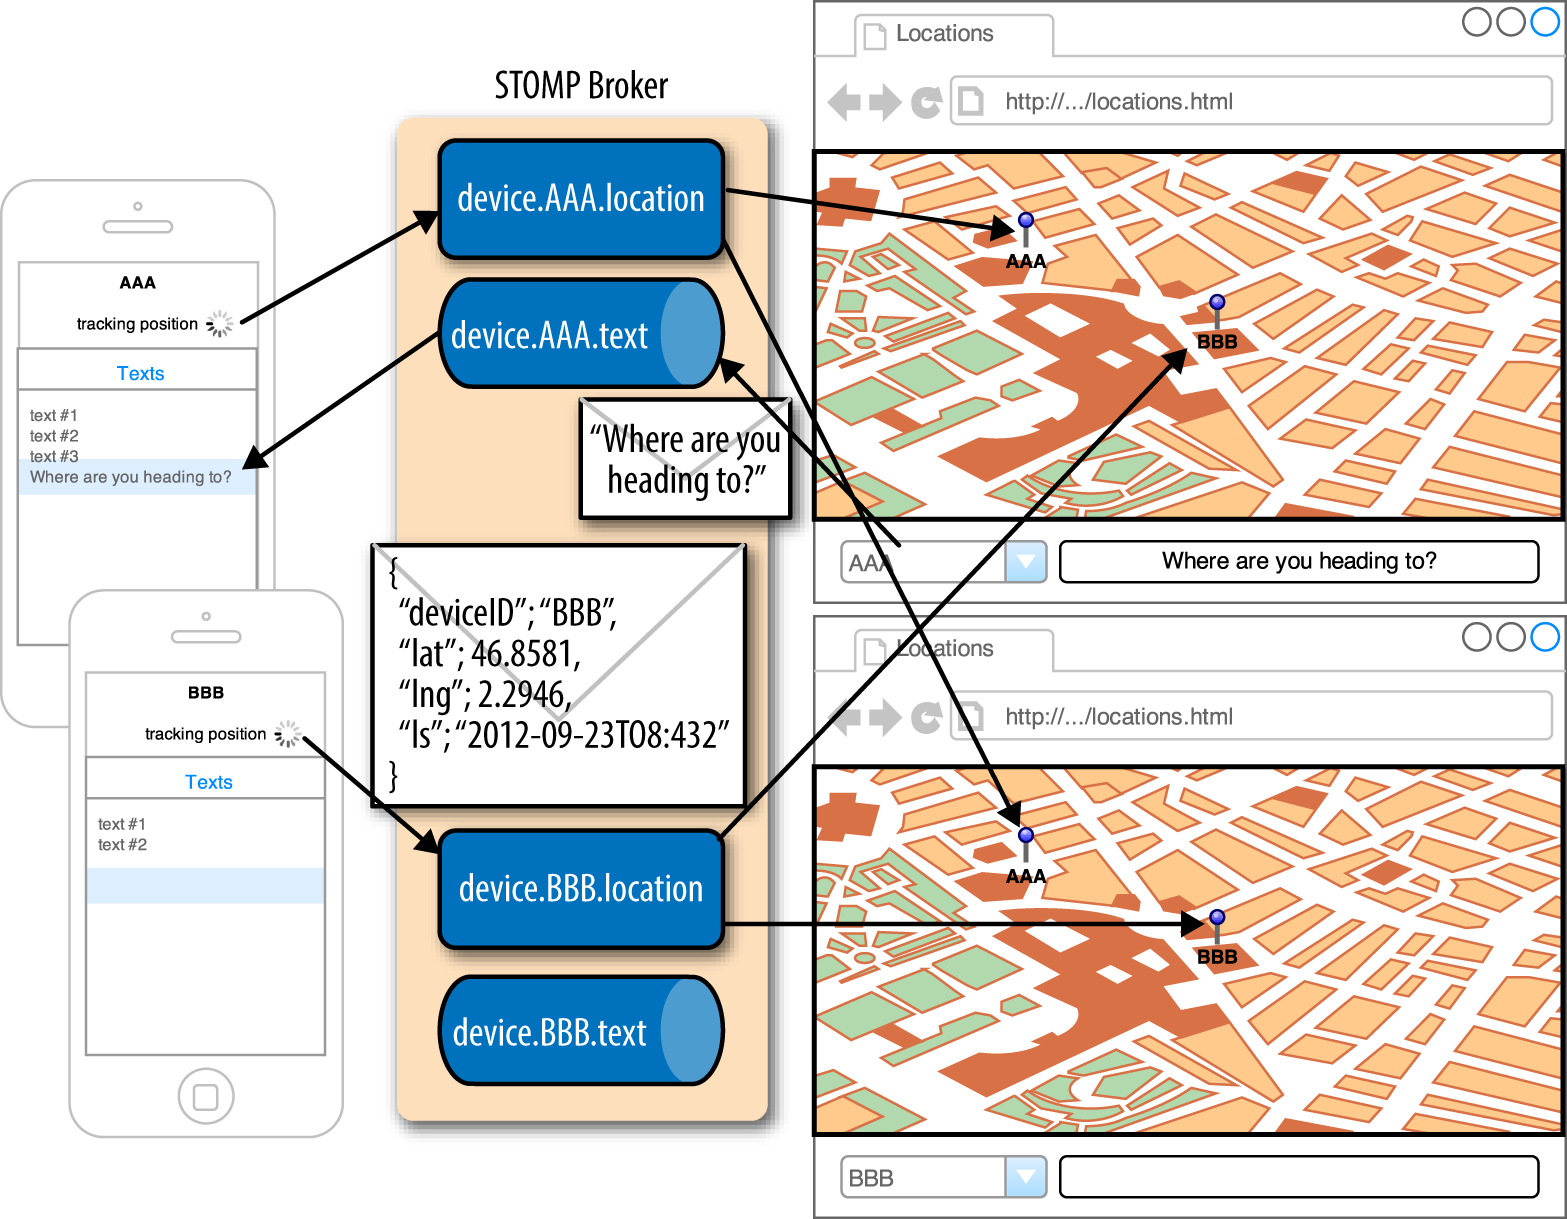 STOMP Broker
AAA
tracking position
Texts
text #1
text #2
text #3
Where are you heading to?
BBB
tracking position
Texts
text #1
text #2
device.AAA.location
device.AAA.text
“Where are you
heading to?”
{
“deviceID”; “BBB”,
“lat”; 46.8581,
“lng”; 2.2946,
“ls”; “2012-09-23T08:432”
}
device.BBB.location
device.BBB.text
Locations
http://.../locations.html
AAA
BBB
AAA
Where are you heading to?
Locations
http://.../locations.html
AAA
BBB
BBB